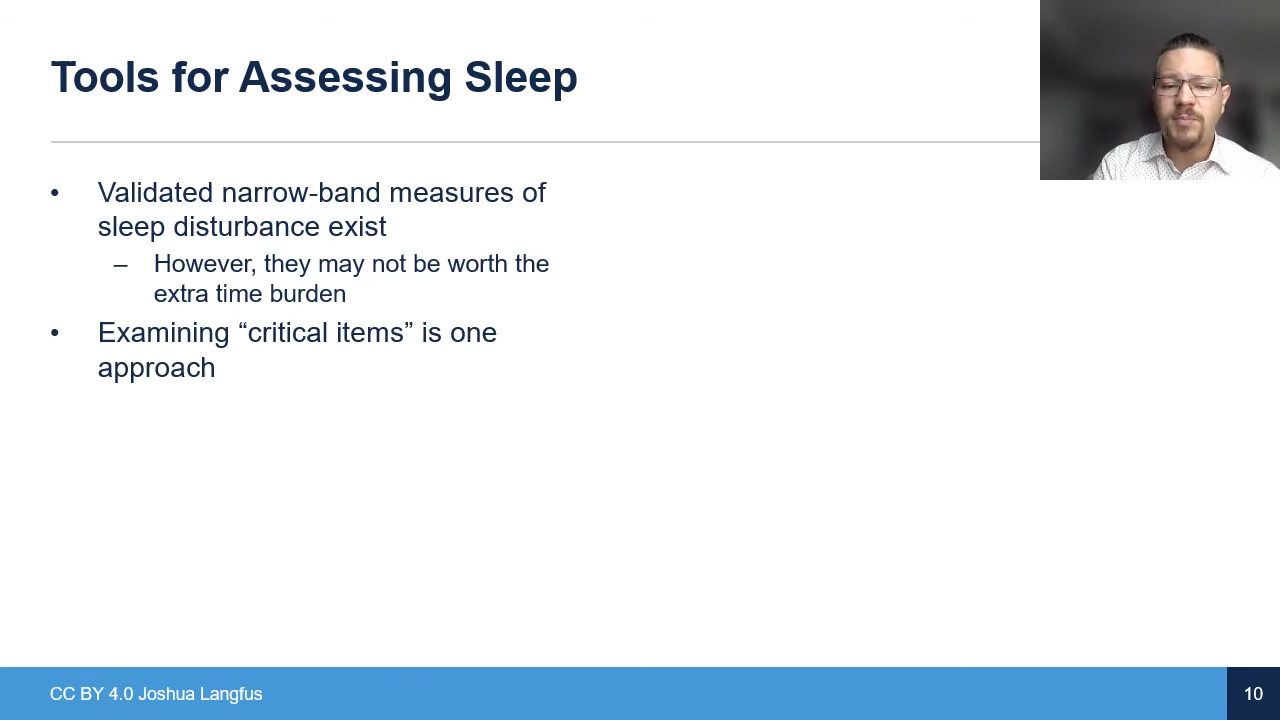 Tools for Assessing Sleep
• Validated narrow-band measures of
sleep disturbance exist
– However, they may not be worth the
extra time burden
• Examining “critical items” is one
approach
CC BY 4.0 Joshua Langfus
10